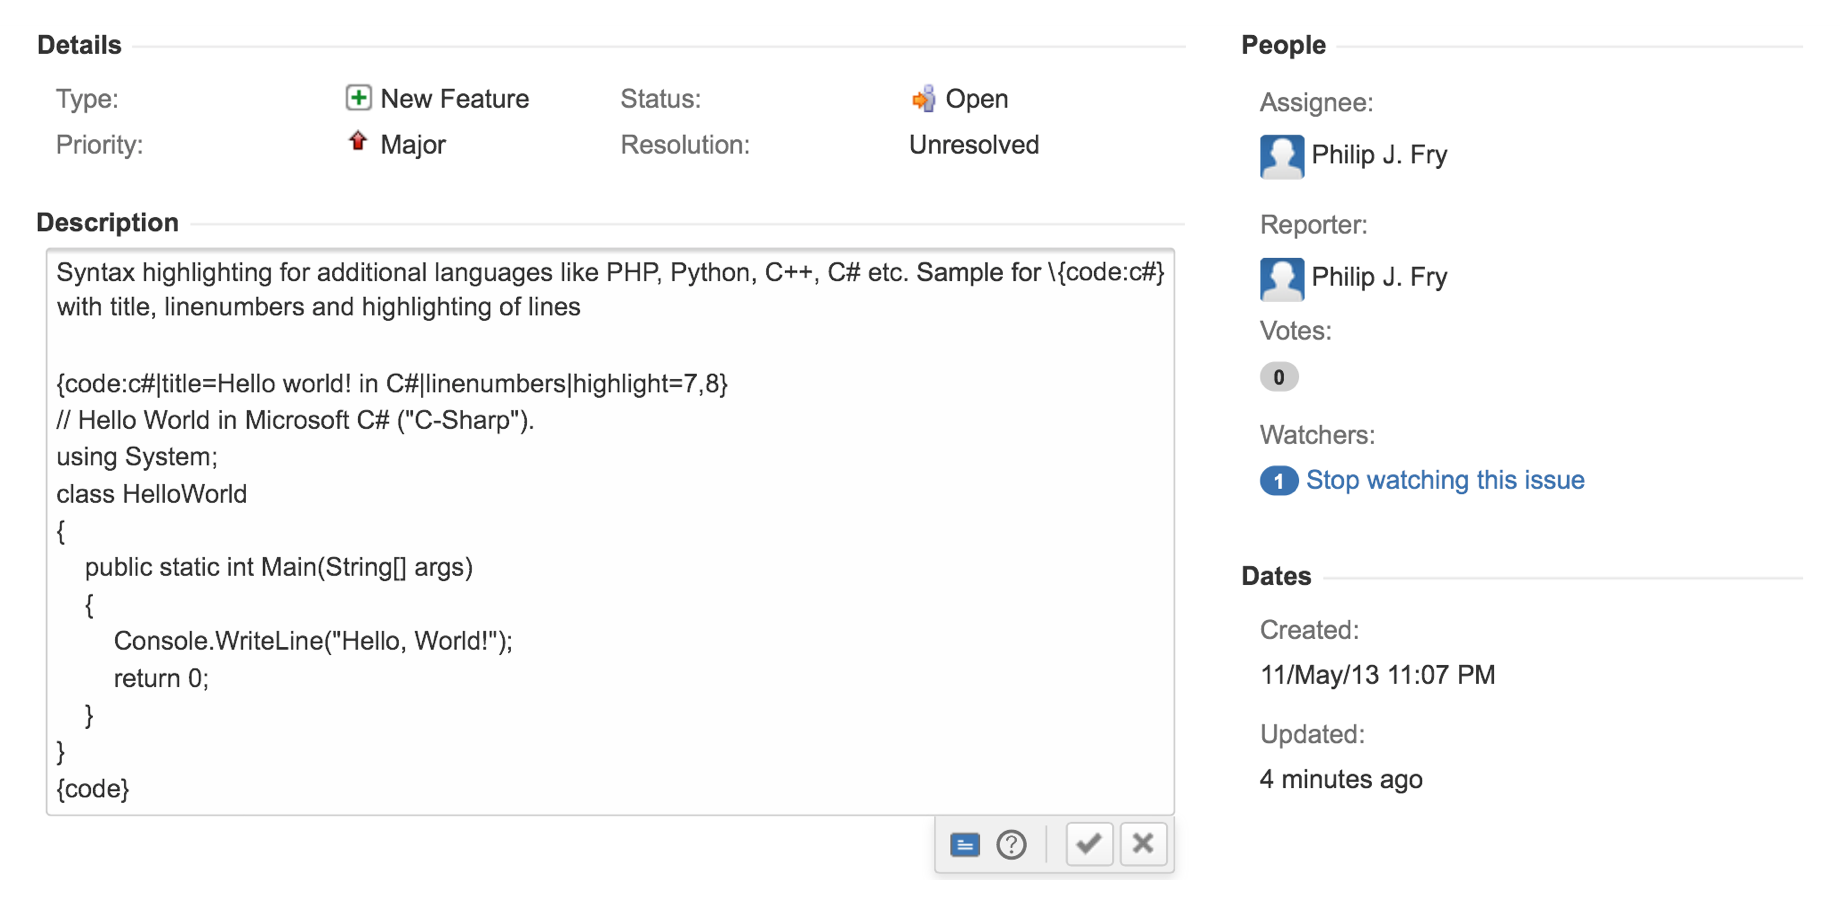 Details
Type: New Feature Status: Open
Priority: Major Resolution: Unresolved
Description
Syntax highlighting for additional languages like PHP, Python, C++, C# etc. Sample for \{code:c#}
with title, linenumbers and highlighting of lines
{code:c#|title=Hello world! in C#|linenumbers|highlight=7,8}
// Hello World in Microsoft C# ("C-Sharp").
using System;
class HelloWorld
{
    public static int Main(String[] args)
    {
        Console.WriteLine("Hello, World!");
        return 0;
    }
}
{code}
People
Assignee:
Philip J. Fry
Reporter:
Philip J. Fry
Votes:
0
Watchers:
1 Stop watching this issue
Dates
Created:
11/May/13 11:07 PM
Updated:
4 minutes ago